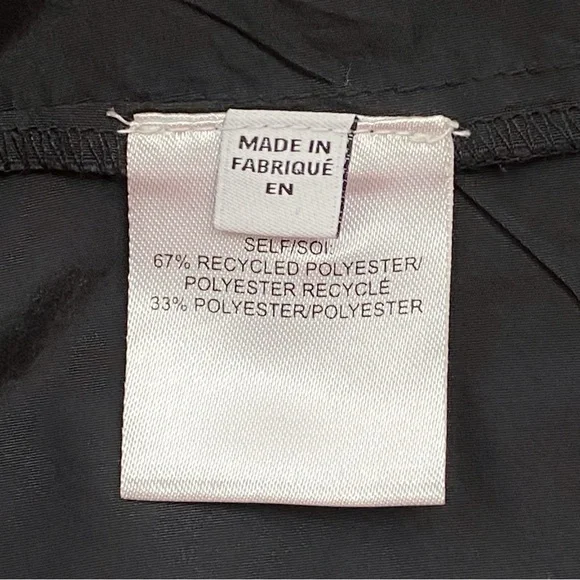 MADE IN
FABRIQUÉ
EN
SELF/SOI:
67% RECYCLED POLYESTER/
POLYESTER RECYCLÉ
33% POLYESTER/POLYESTER